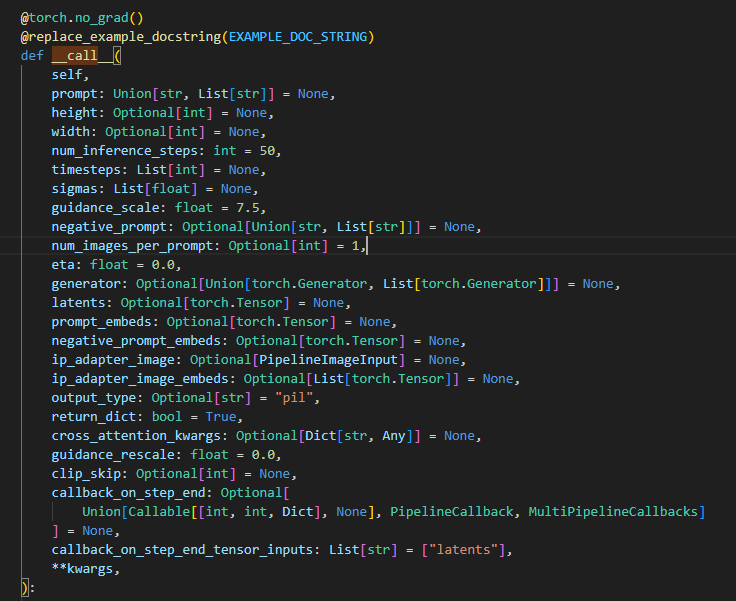 @torch.no_grad()
@replace_example_docstring(EXAMPLE_DOC_STRING)
def __call__(
    self,
    prompt: Union[str, List[str]] = None,
    height: Optional[int] = None,
    width: Optional[int] = None,
    num_inference_steps: int = 50,
    timesteps: List[int] = None,
    sigmas: List[float] = None,
    guidance_scale: float = 7.5,
    negative_prompt: Optional[Union[str, List[str]]] = None,
    num_images_per_prompt: Optional[int] = 1,
    eta: float = 0.0,
    generator: Optional[Union[torch.Generator, List[torch.Generator]]] = None,
    latents: Optional[torch.Tensor] = None,
    prompt_embeds: Optional[torch.Tensor] = None,
    negative_prompt_embeds: Optional[torch.Tensor] = None,
    ip_adapter_image: Optional[PipelineImageInput] = None,
    ip_adapter_image_embeds: Optional[List[torch.Tensor]] = None,
    output_type: Optional[str] = "pil",
    return_dict: bool = True,
    cross_attention_kwargs: Optional[Dict[str, Any]] = None,
    guidance_rescale: float = 0.0,
    clip_skip: Optional[int] = None,
    callback_on_step_end: Optional[
        Union[Callable[[int, int, Dict], None], PipelineCallback, MultiPipelineCallbacks]
    ] = None,
    callback_on_step_end_tensor_inputs: List[str] = ["latents"],
    **kwargs,
):